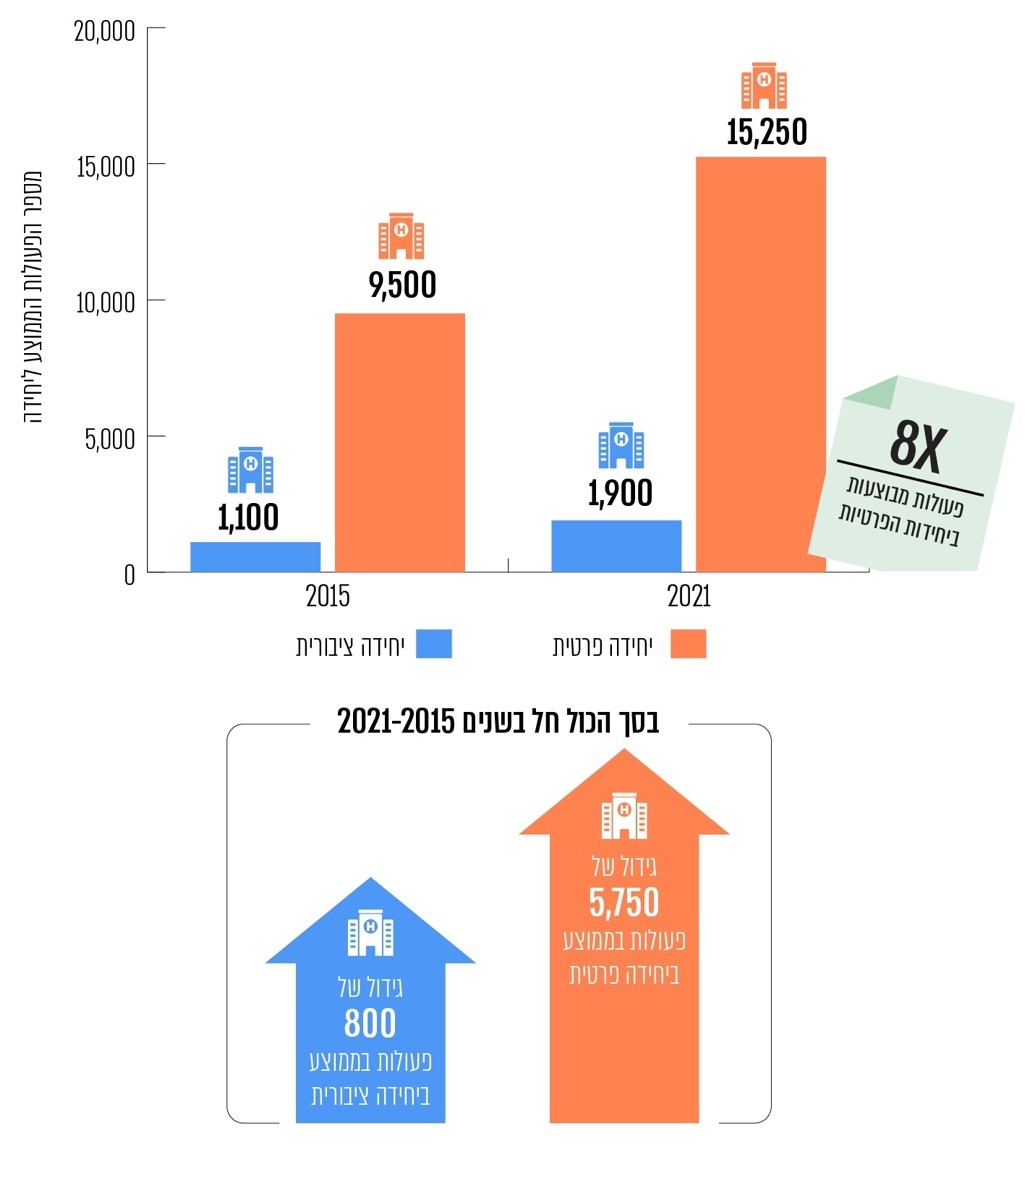 20,000
15,000
10,000
5,000
0
מספר הפעולות הממוצע ליחידה
15,250
9,500
1,900
1,100
8X
פעולות מבוצעות
ביחידות הפרטיות
2015
2021
יחידה פרטית
יחידה ציבורית
בסך הכול חל בשנים 2021-2015
גידול של
5,750
פעולות בממוצע
ביחידה פרטית
גידול של
800
פעולות בממוצע
ביחידה ציבורית